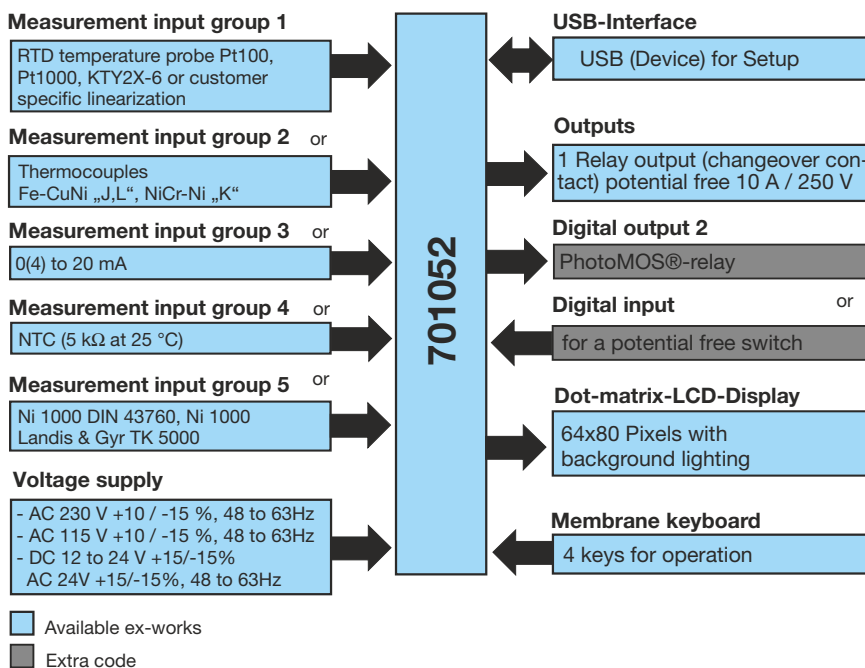 Measurement input group 1
RTD temperature probe Pt100,
Pt1000, KTY2X-6 or customer
specific linearization
Measurement input group 2 or
Thermocouples
Fe-CuNi „J,L“, NiCr-Ni „K“
Measurement input group 3 or
0(4) to 20 mA
Measurement input group 4 or
NTC (5 kΩ at 25 °C)
Measurement input group 5 or
Ni 1000 DIN 43760, Ni 1000
Landis & Gyr TK 5000
Voltage supply
- AC 230 V +10 / -15 %, 48 to 63Hz
- AC 115 V +10 / -15 %, 48 to 63Hz
- DC 12 to 24 V +15/-15%
AC 24V +15/-15%, 48 to 63Hz
701052
USB-Interface
USB (Device) for Setup
Outputs
1 Relay output (changeover con-
tact) potential free 10 A / 250 V
Digital output 2
PhotoMOS®-relay
Digital input or
for a potential free switch
Dot-matrix-LCD-Display
64x80 Pixels with
background lighting
Membrane keyboard
4 keys for operation
Available ex-works
Extra code